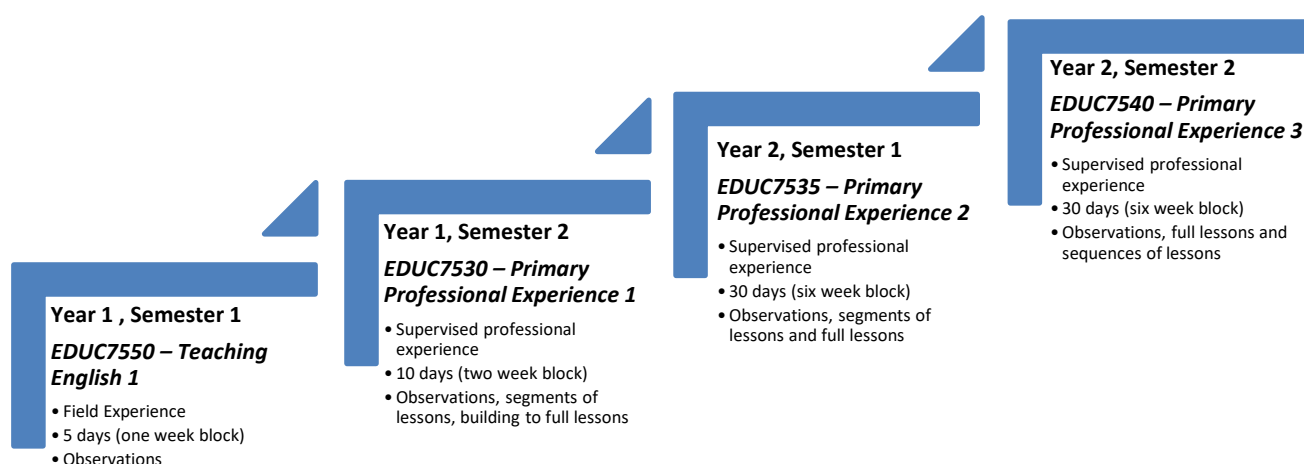 Year 1 , Semester 1
EDUC7550 – Teaching
English 1
• Field Experience
• 5 days (one week block)
• Observations
Year 1, Semester 2
EDUC7530 – Primary
Professional Experience 1
• Supervised professional
experience
• 10 days (two week block)
• Observations, segments of
lessons, building to full lessons
Year 2, Semester 1
EDUC7535 – Primary
Professional Experience 2
• Supervised professional
experience
• 30 days (six week block)
• Observations, segments of
lessons and full lessons
Year 2, Semester 2
EDUC7540 – Primary
Professional Experience 3
• Supervised professional
experience
• 30 days (six week block)
• Observations, full lessons and
sequences of lessons